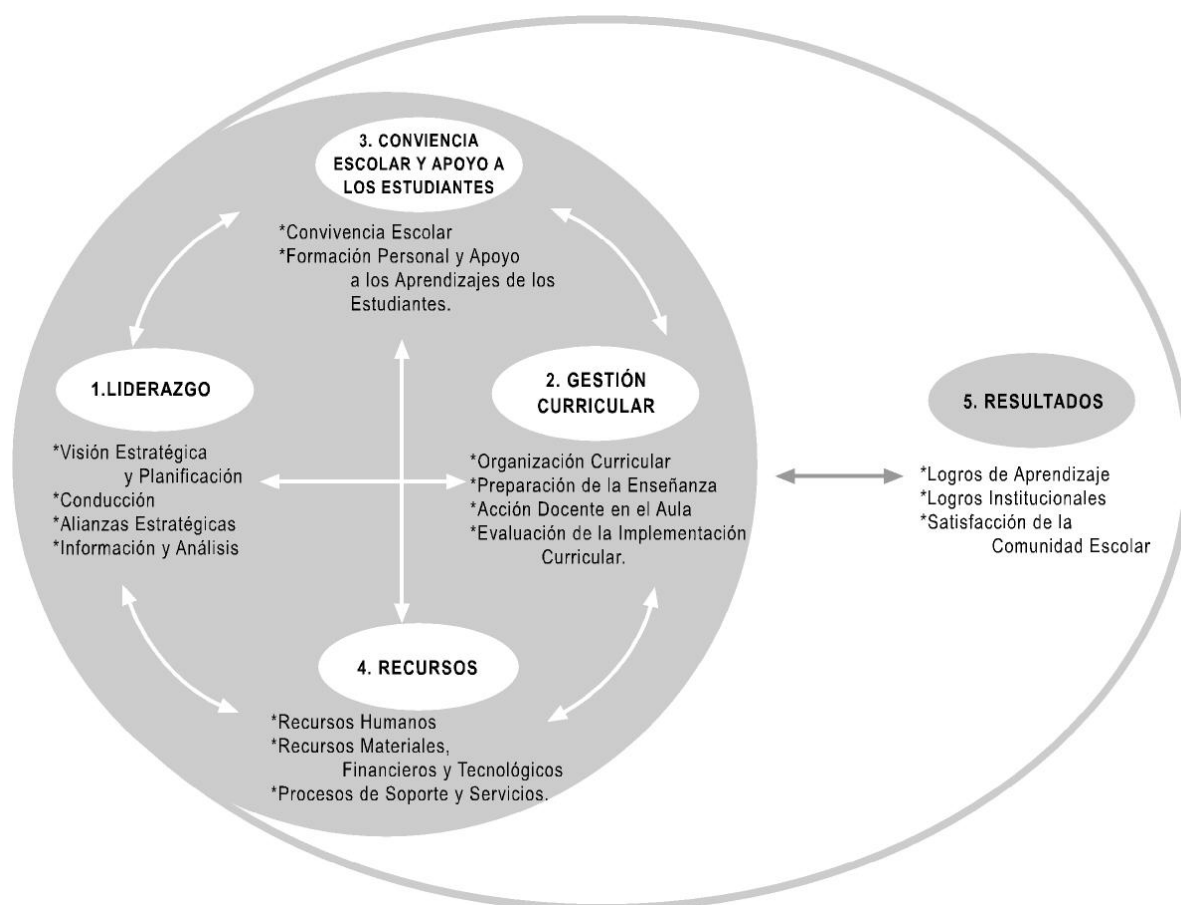 3. CONVIENCIA
ESCOLAR Y APOYO A
LOS ESTUDIANTES
*Convivencia Escolar
*Formación Personal y Apoyo
a los Aprendizajes de los
Estudiantes.
1.LIDERAZGO
*Visión Estratégica
y Planificación
*Conducción
*Alianzas Estratégicas
*Información y Análisis
2. GESTIÓN
CURRICULAR
*Organización Curricular
*Preparación de la Enseñanza
*Acción Docente en el Aula
*Evaluación de la Implementación
Curricular.
4. RECURSOS
*Recursos Humanos
*Recursos Materiales,
Financieros y Tecnológicos
*Procesos de Soporte y Servicios.
5. RESULTADOS
*Logros de Aprendizaje
*Logros Institucionales
*Satisfacción de la
Comunidad Escolar